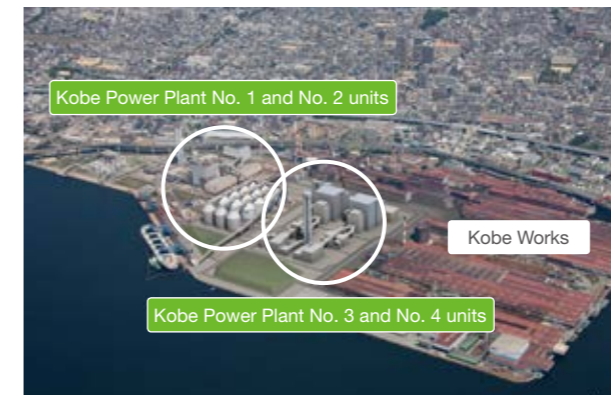 Kobe Power Plant No. 1 and No. 2 units
Kobe Works
Kobe Power Plant No. 3 and No. 4 units